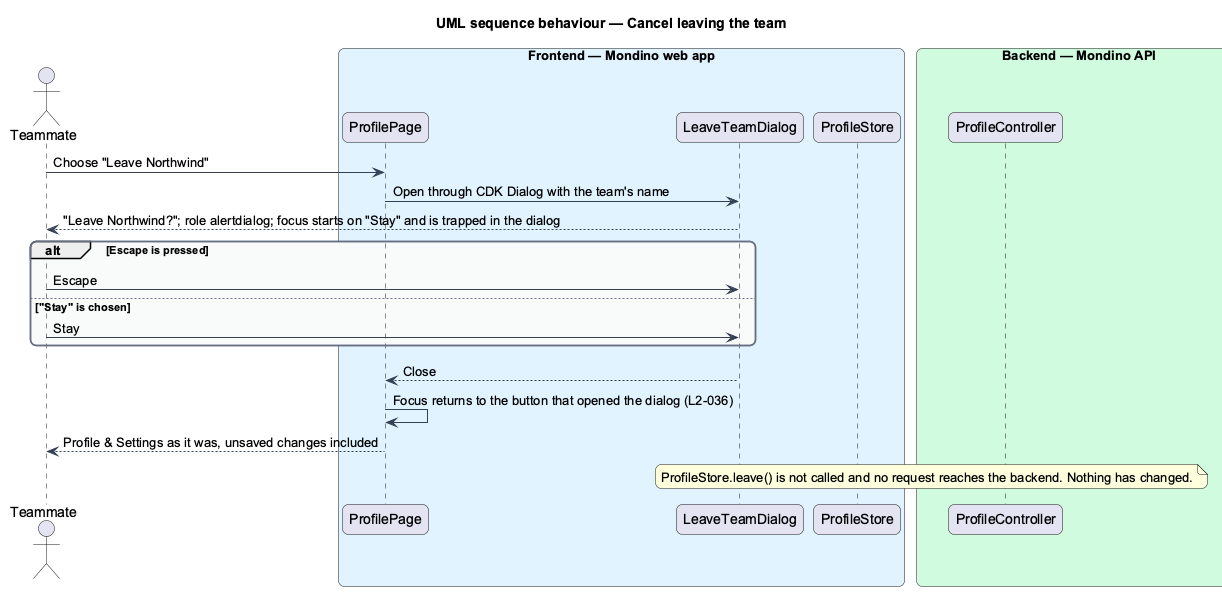 UML sequence behaviour — Cancel leaving the team
Frontend — Mondino web app
Backend — Mondino API
Teammate
ProfilePage
LeaveTeamDialog
ProfileStore
ProfileController
Choose "Leave Northwind"
Open through CDK Dialog with the team's name
"Leave Northwind?"; role alertdialog; focus starts on "Stay" and is trapped in the dialog
alt
[Escape is pressed]
Escape
["Stay" is chosen]
Stay
Close
Focus returns to the button that opened the dialog (L2-036)
Profile & Settings as it was, unsaved changes included
ProfileStore.leave() is not called and no request reaches the backend. Nothing has changed.
Teammate
ProfilePage
LeaveTeamDialog
ProfileStore
ProfileController